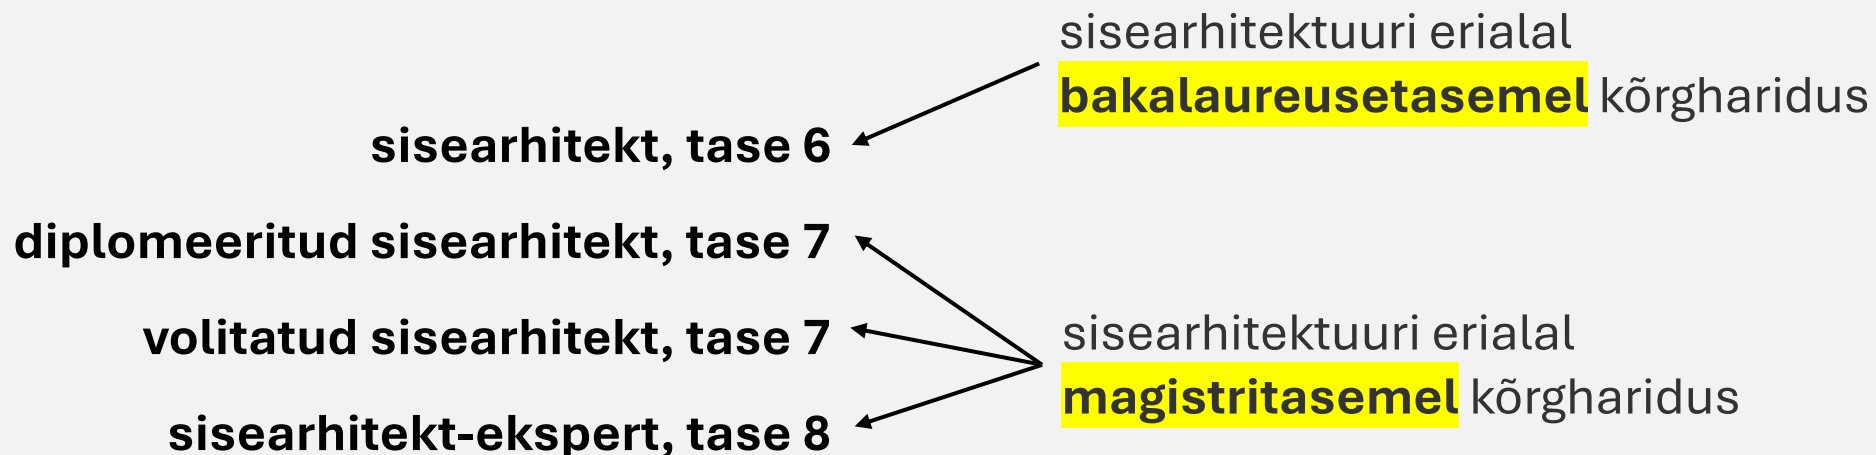 sisearhitektuuri erialal
bakalaureusetasemel kõrgharidus
sisearhitekt, tase 6
diplomeeritud sisearhitekt, tase 7
volitatud sisearhitekt, tase 7
sisearhitekt-ekspert, tase 8
sisearhitektuuri erialal
magistritasemel kõrgharidus